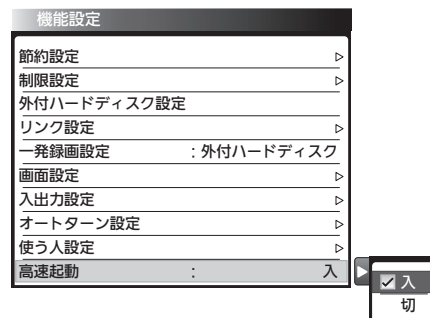 機能設定
節約設定 ▷
制限設定 ▷
外付ハードディスク設定
リンク設定 ▷
一発録画設定 : 外付ハードディスク
画面設定 ▷
入出力設定 ▷
オートターン設定 ▷
使う人設定 ▷
高速起動 : 入
入
切